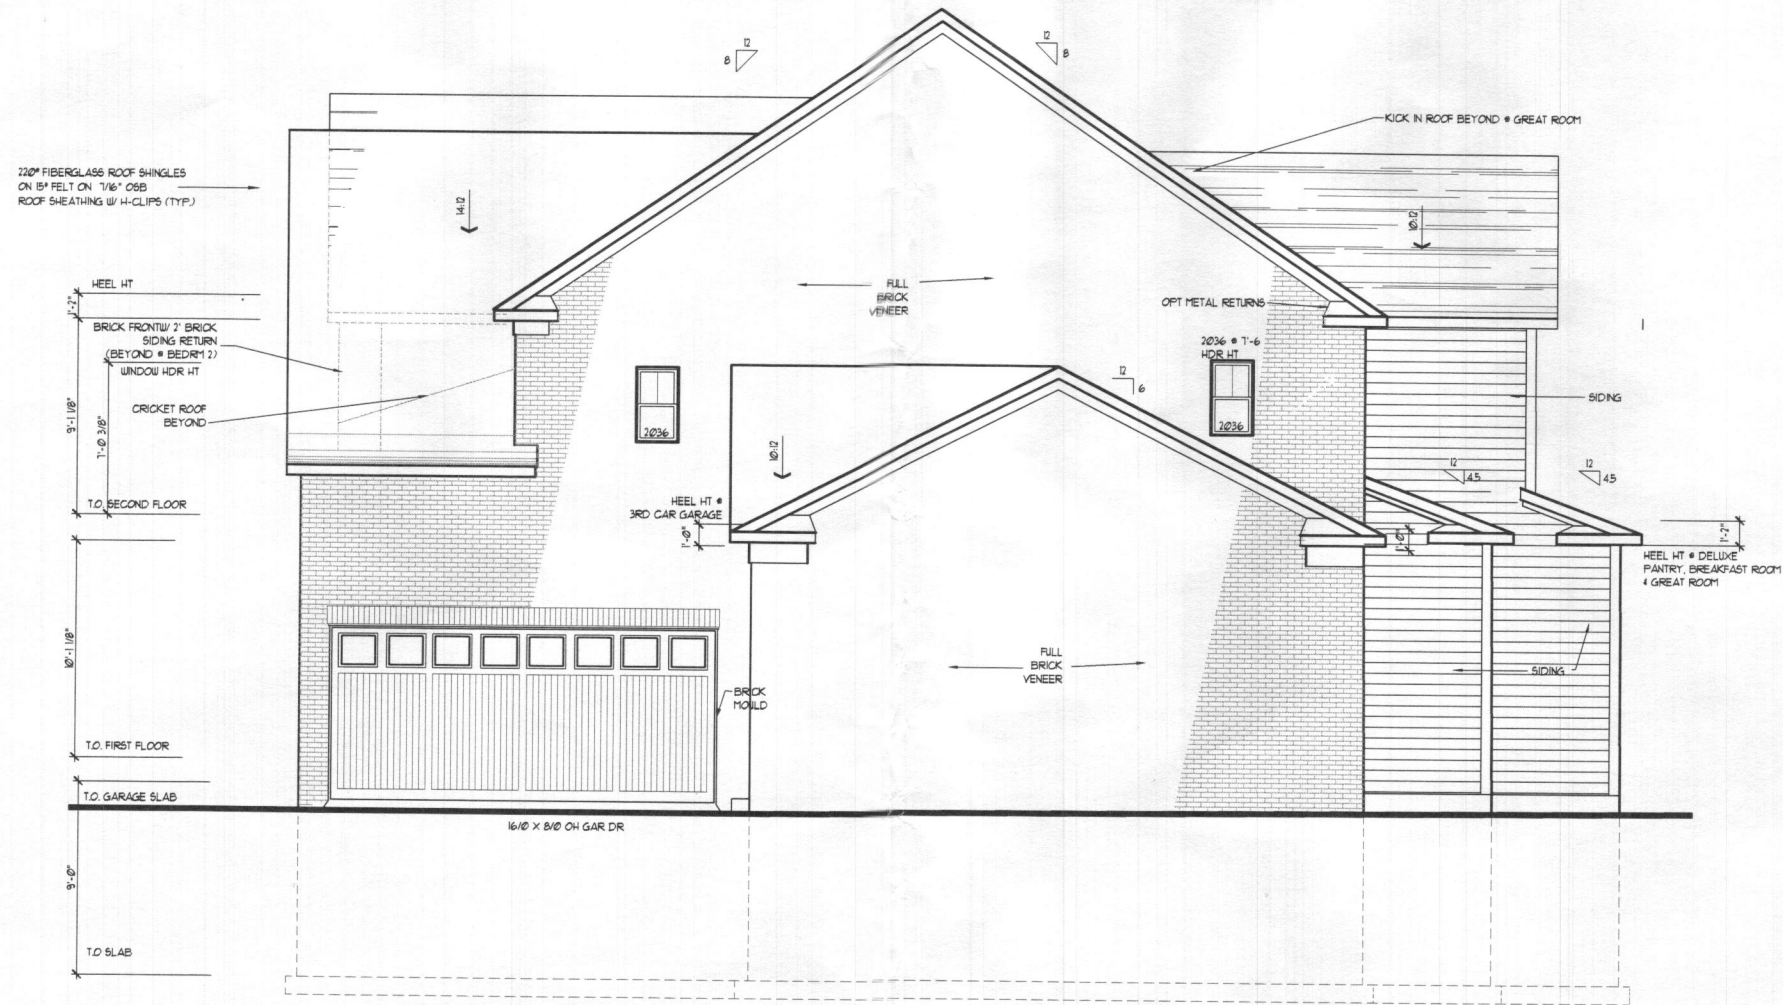 12
8
12
8
KICK IN ROOF BEYOND @ GREAT ROOM
220# FIBERGLASS ROOF SHINGLES
ON 15# FELT ON 7/16" OSB
ROOF SHEATHING W/ H-CLIPS (TYP.)
14:12
10:12
HEEL HT
1'-2"
FULL
BRICK
VENEER
OPT METAL RETURNS
BRICK FRONTW/ 2' BRICK
SIDING RETURN
(BEYOND @ BEDRM 2)
WINDOW HDR HT
2036 @ 7'-6
HDR HT
12
6
CRICKET ROOF
BEYOND
9'-1 1/8"
7'-0 3/8"
SIDING
2036
2036
10:12
12
4.5
12
4.5
T.O. SECOND FLOOR
HEEL HT @
3RD CAR GARAGE
1'-0"
1'-0"
1'-2"
HEEL HT @ DELUXE
PANTRY, BREAKFAST ROOM
& GREAT ROOM
10'-1 1/8"
FULL
BRICK
VENEER
SIDING
BRICK
MOULD
T.O. FIRST FLOOR
T.O. GARAGE SLAB
16/0 X 8/0 OH GAR DR
9'-0"
T.O SLAB